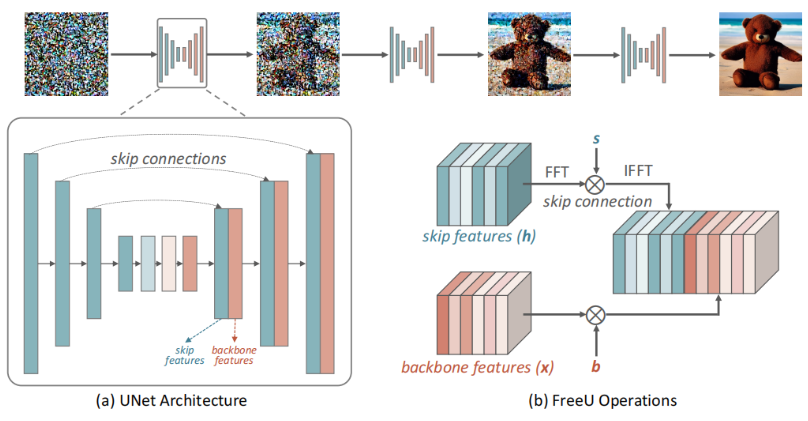 skip connections
skip
features
backbone
features
(a) UNet Architecture
s
FFT
IFFT
skip connection
skip features (h)
backbone features (x)
b
(b) FreeU Operations